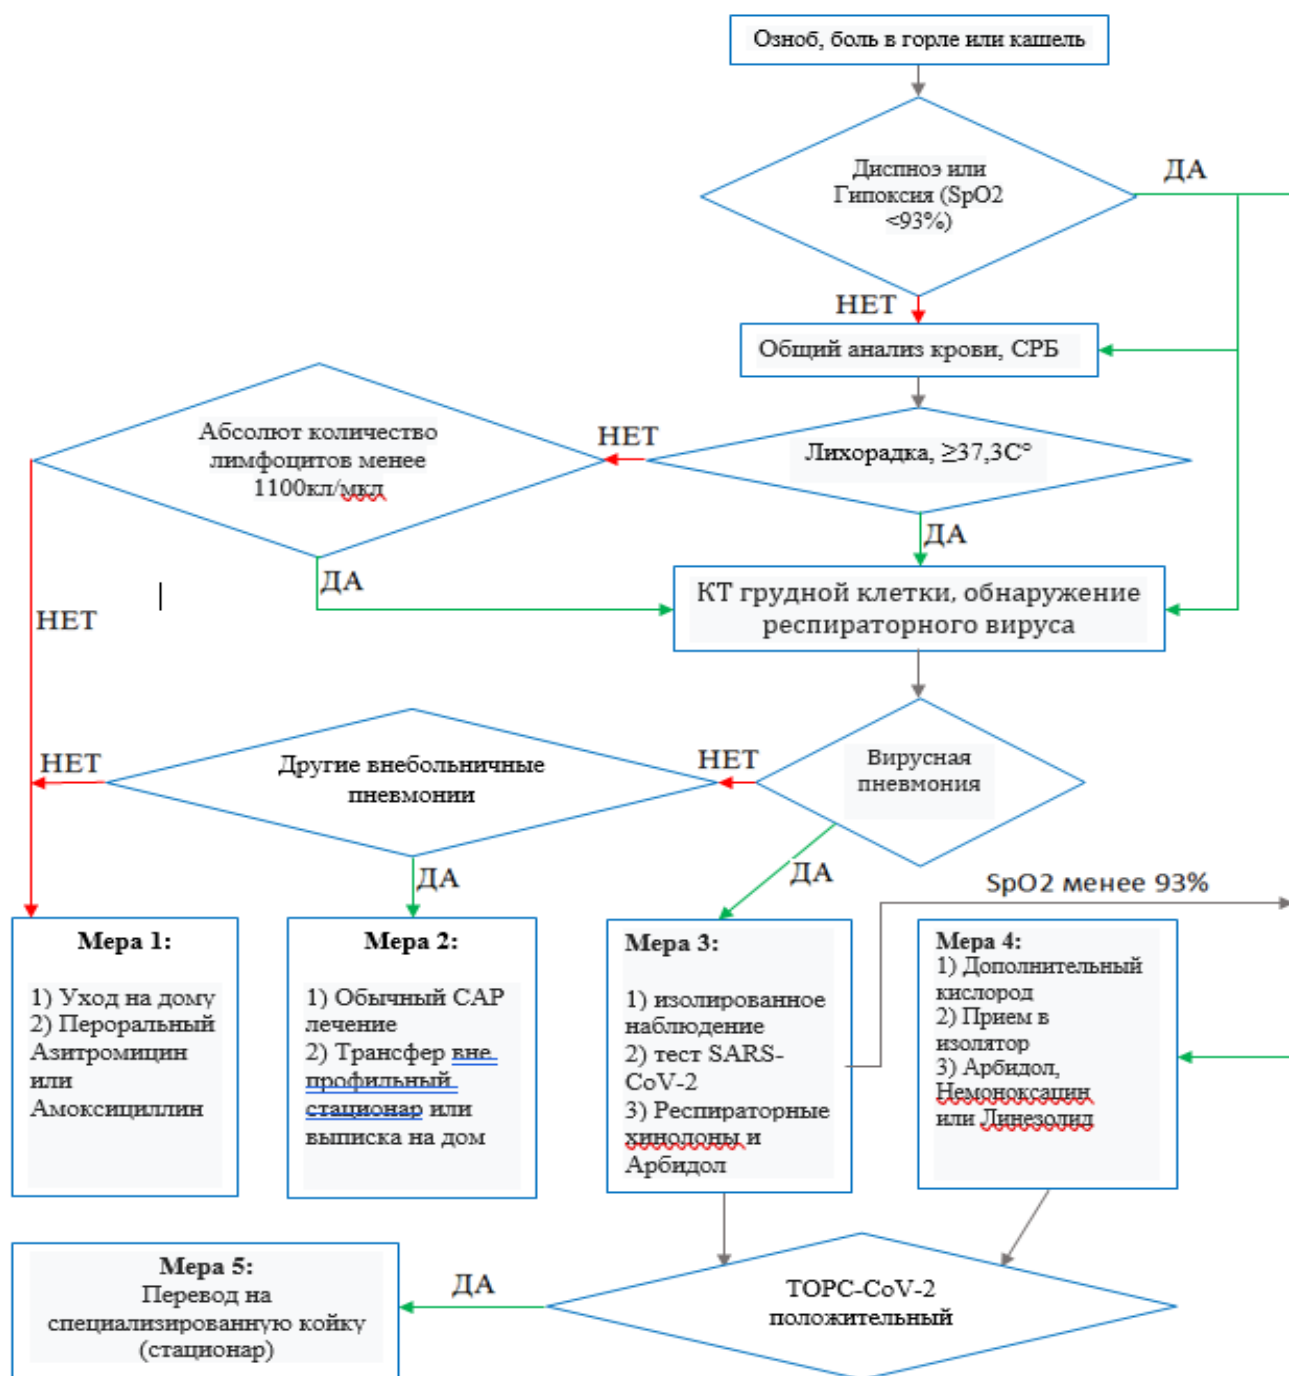 Озноб, боль в горле или кашель
Диспноэ или
Гипоксия (SpO2
<93%)
ДА
НЕТ
Общий анализ крови, СРБ
Абсолют количество
лимфоцитов менее
1100кл/мкл
НЕТ
Лихорадка, ≥37,3С°
ДА
ДА
НЕТ
КТ грудной клетки, обнаружение
респираторного вируса
НЕТ
Другие внебольничные
пневмонии
НЕТ
Вирусная
пневмония
ДА
ДА
SpO2 менее 93%
Мера 1:
1) Уход на дому
2) Пероральный
Азитромицин
или
Амоксициллин
Мера 2:
1) Обычный САР
лечение
2) Трансфер вне
профильный
стационар или
выписка на дом
Мера 3:
1) изолированное
наблюдение
2) тест SARS-
CoV-2
3) Респираторные
хинолоны и
Арбидол
Мера 4:
1) Дополнительный
кислород
2) Прием в
изолятор
3) Арбидол,
Немоноксацин
или Линезолид
Мера 5:
Перевод на
специализированную койку
(стационар)
ДА
ТОРС-CoV-2
положительный